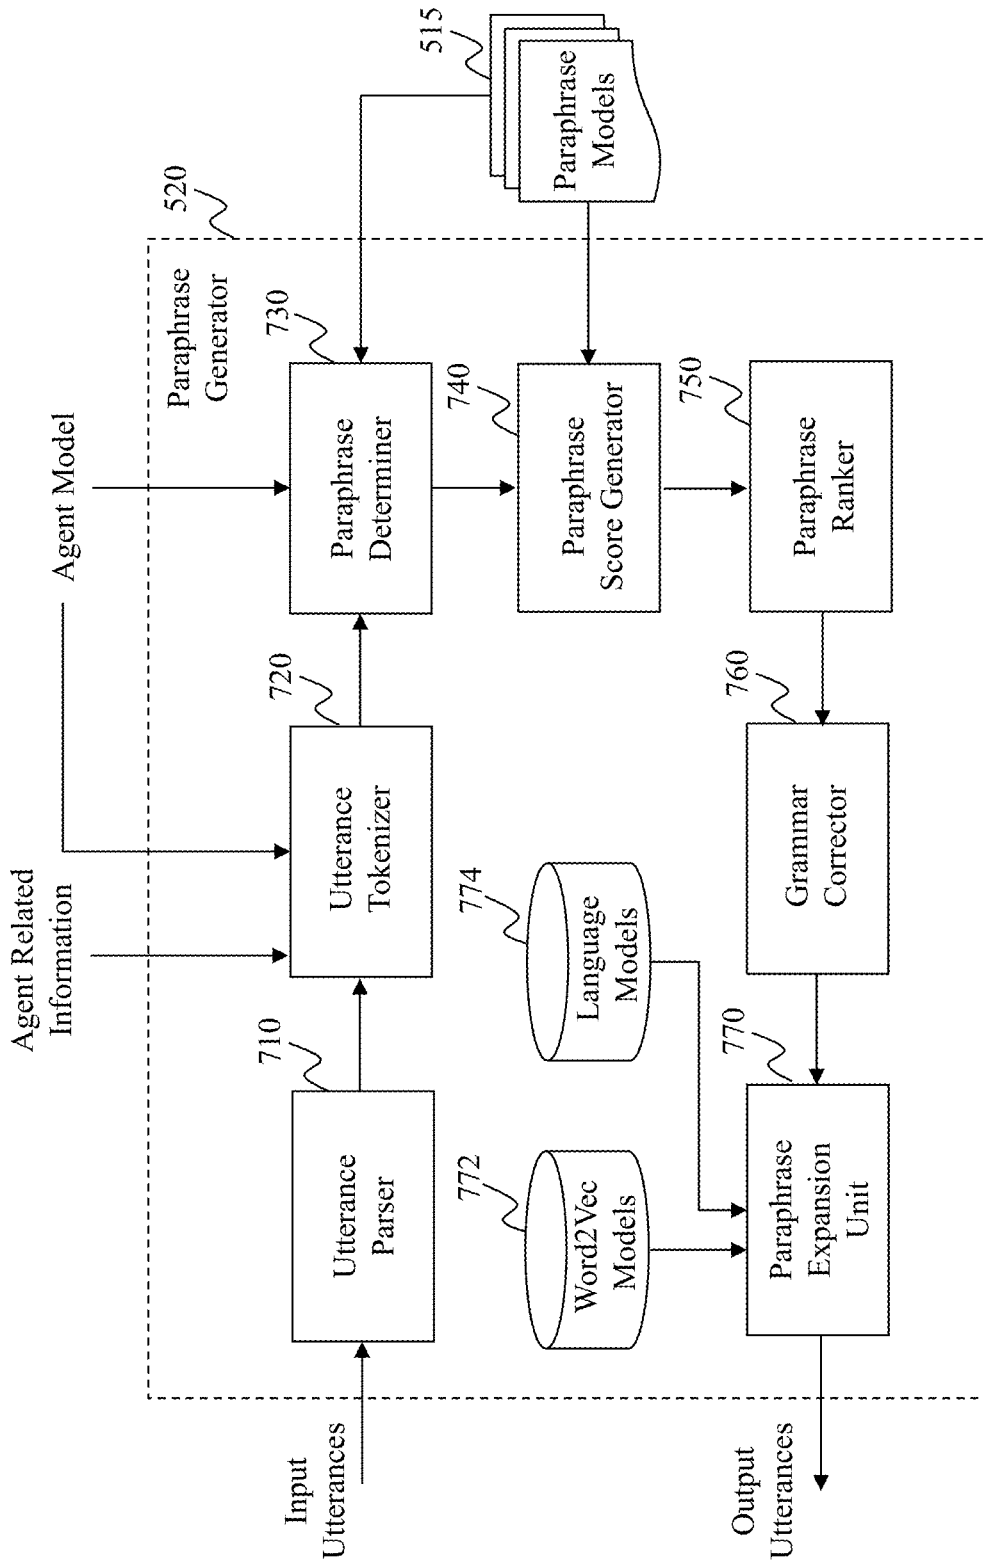 Agent Related
Information
Agent Model
520
515
Paraphrase
Generator
Input
Utterances
710
Utterance
Parser
720
Utterance
Tokenizer
730
Paraphrase
Determiner
Paraphrase
Models
772
Word2Vec
Models
774
Language
Models
740
Paraphrase
Score Generator
Output
Utterances
770
Paraphrase
Expansion
Unit
760
Grammar
Corrector
750
Paraphrase
Ranker